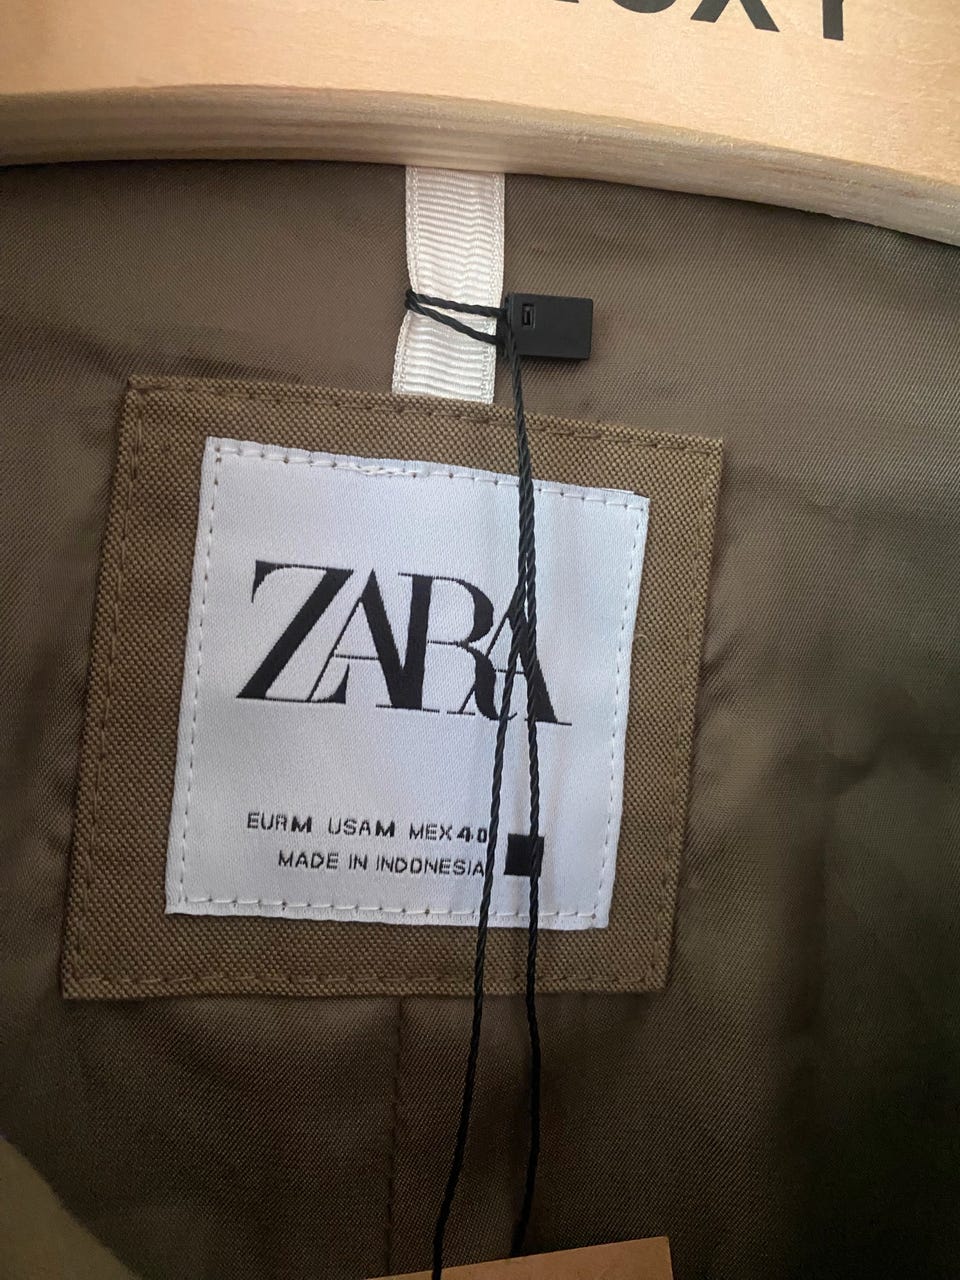 ZARA
EUR M USA M MEX 40
MADE IN INDONESIA